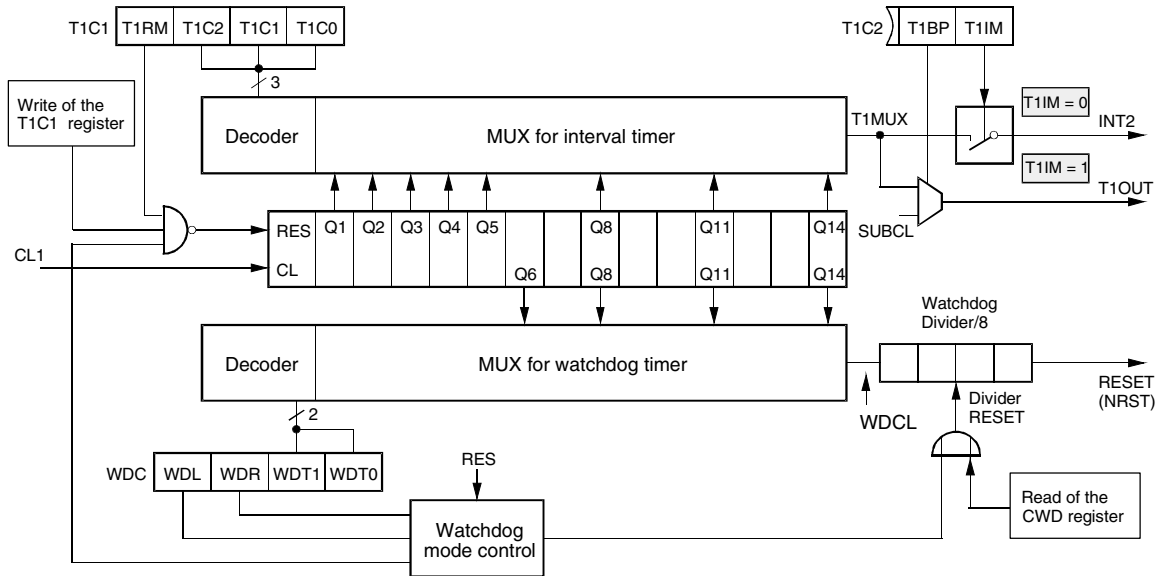 T1C1 T1RM T1C2 T1C1 T1C0
T1C2 T1BP T1IM
3
Write of the
T1C1 register
Decoder
MUX for interval timer
T1MUX
T1IM = 0
INT2
T1IM = 1
T1OUT
SUBCL
RES Q1 Q2 Q3 Q4 Q5 Q8 Q11 Q14
CL1
CL Q6 Q8 Q11 Q14
Watchdog
Divider/8
Decoder
MUX for watchdog timer
RESET
(NRST)
Divider
RESET
WDCL
2
WDC WDL WDR WDT1 WDT0
RES
Watchdog
mode control
Read of the
CWD register